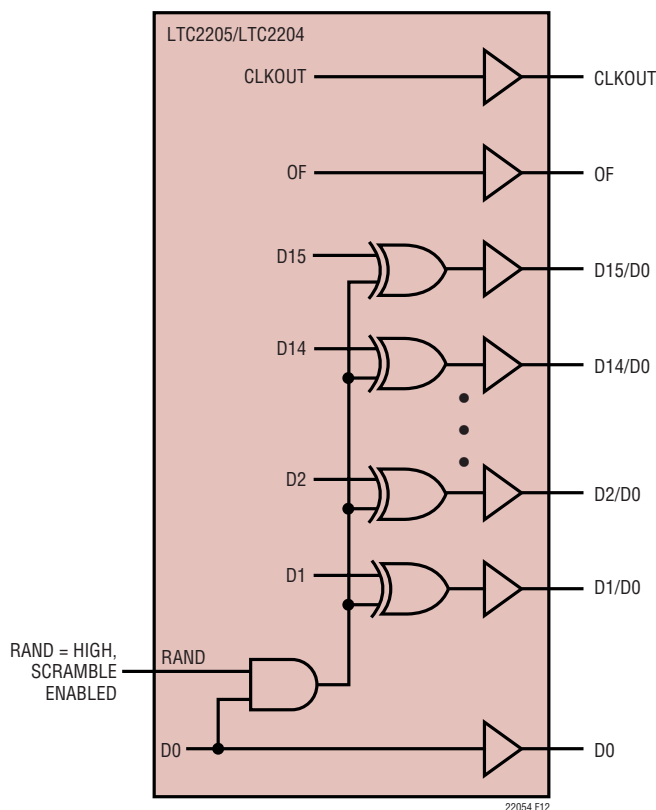 LTC2205/LTC2204
CLKOUT
CLKOUT
OF
OF
D15
D15/D0
D14
D14/D0
D2
D2/D0
D1
D1/D0
RAND = HIGH,
SCRAMBLE
ENABLED
RAND
D0
D0
22054 F12